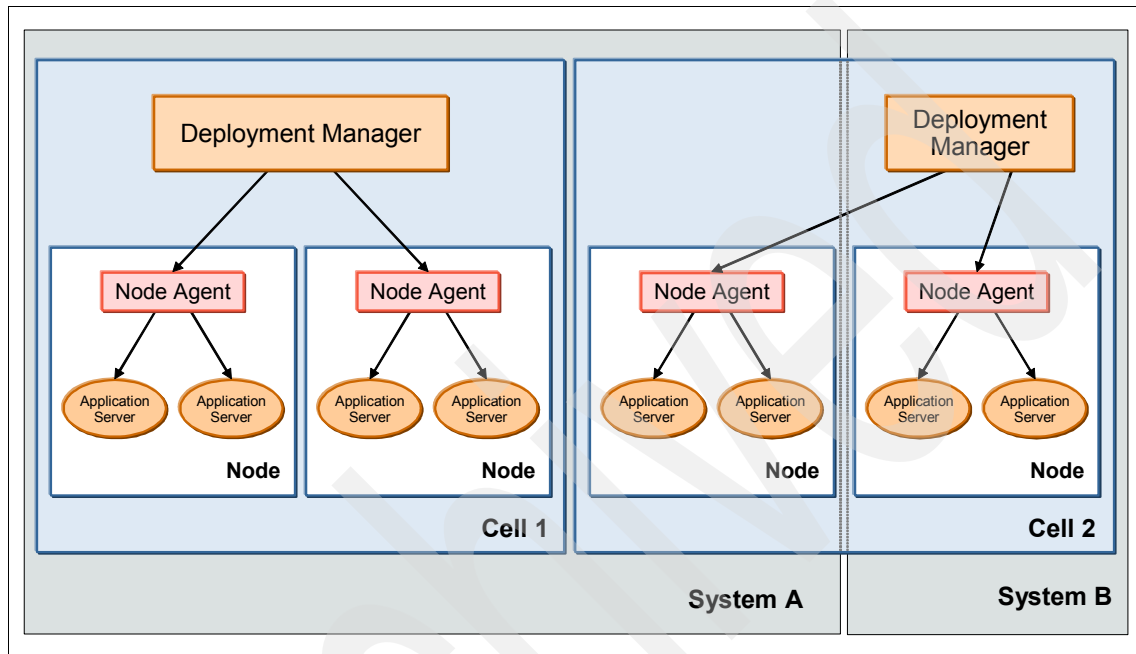 Deployment Manager
Deployment
Manager
Node Agent
Node Agent
Node Agent
Node Agent
Application
Server
Application
Server
Application
Server
Application
Server
Application
Server
Application
Server
Application
Server
Application
Server
Node
Node
Node
Node
Cell 1
Cell 2
System A
System B